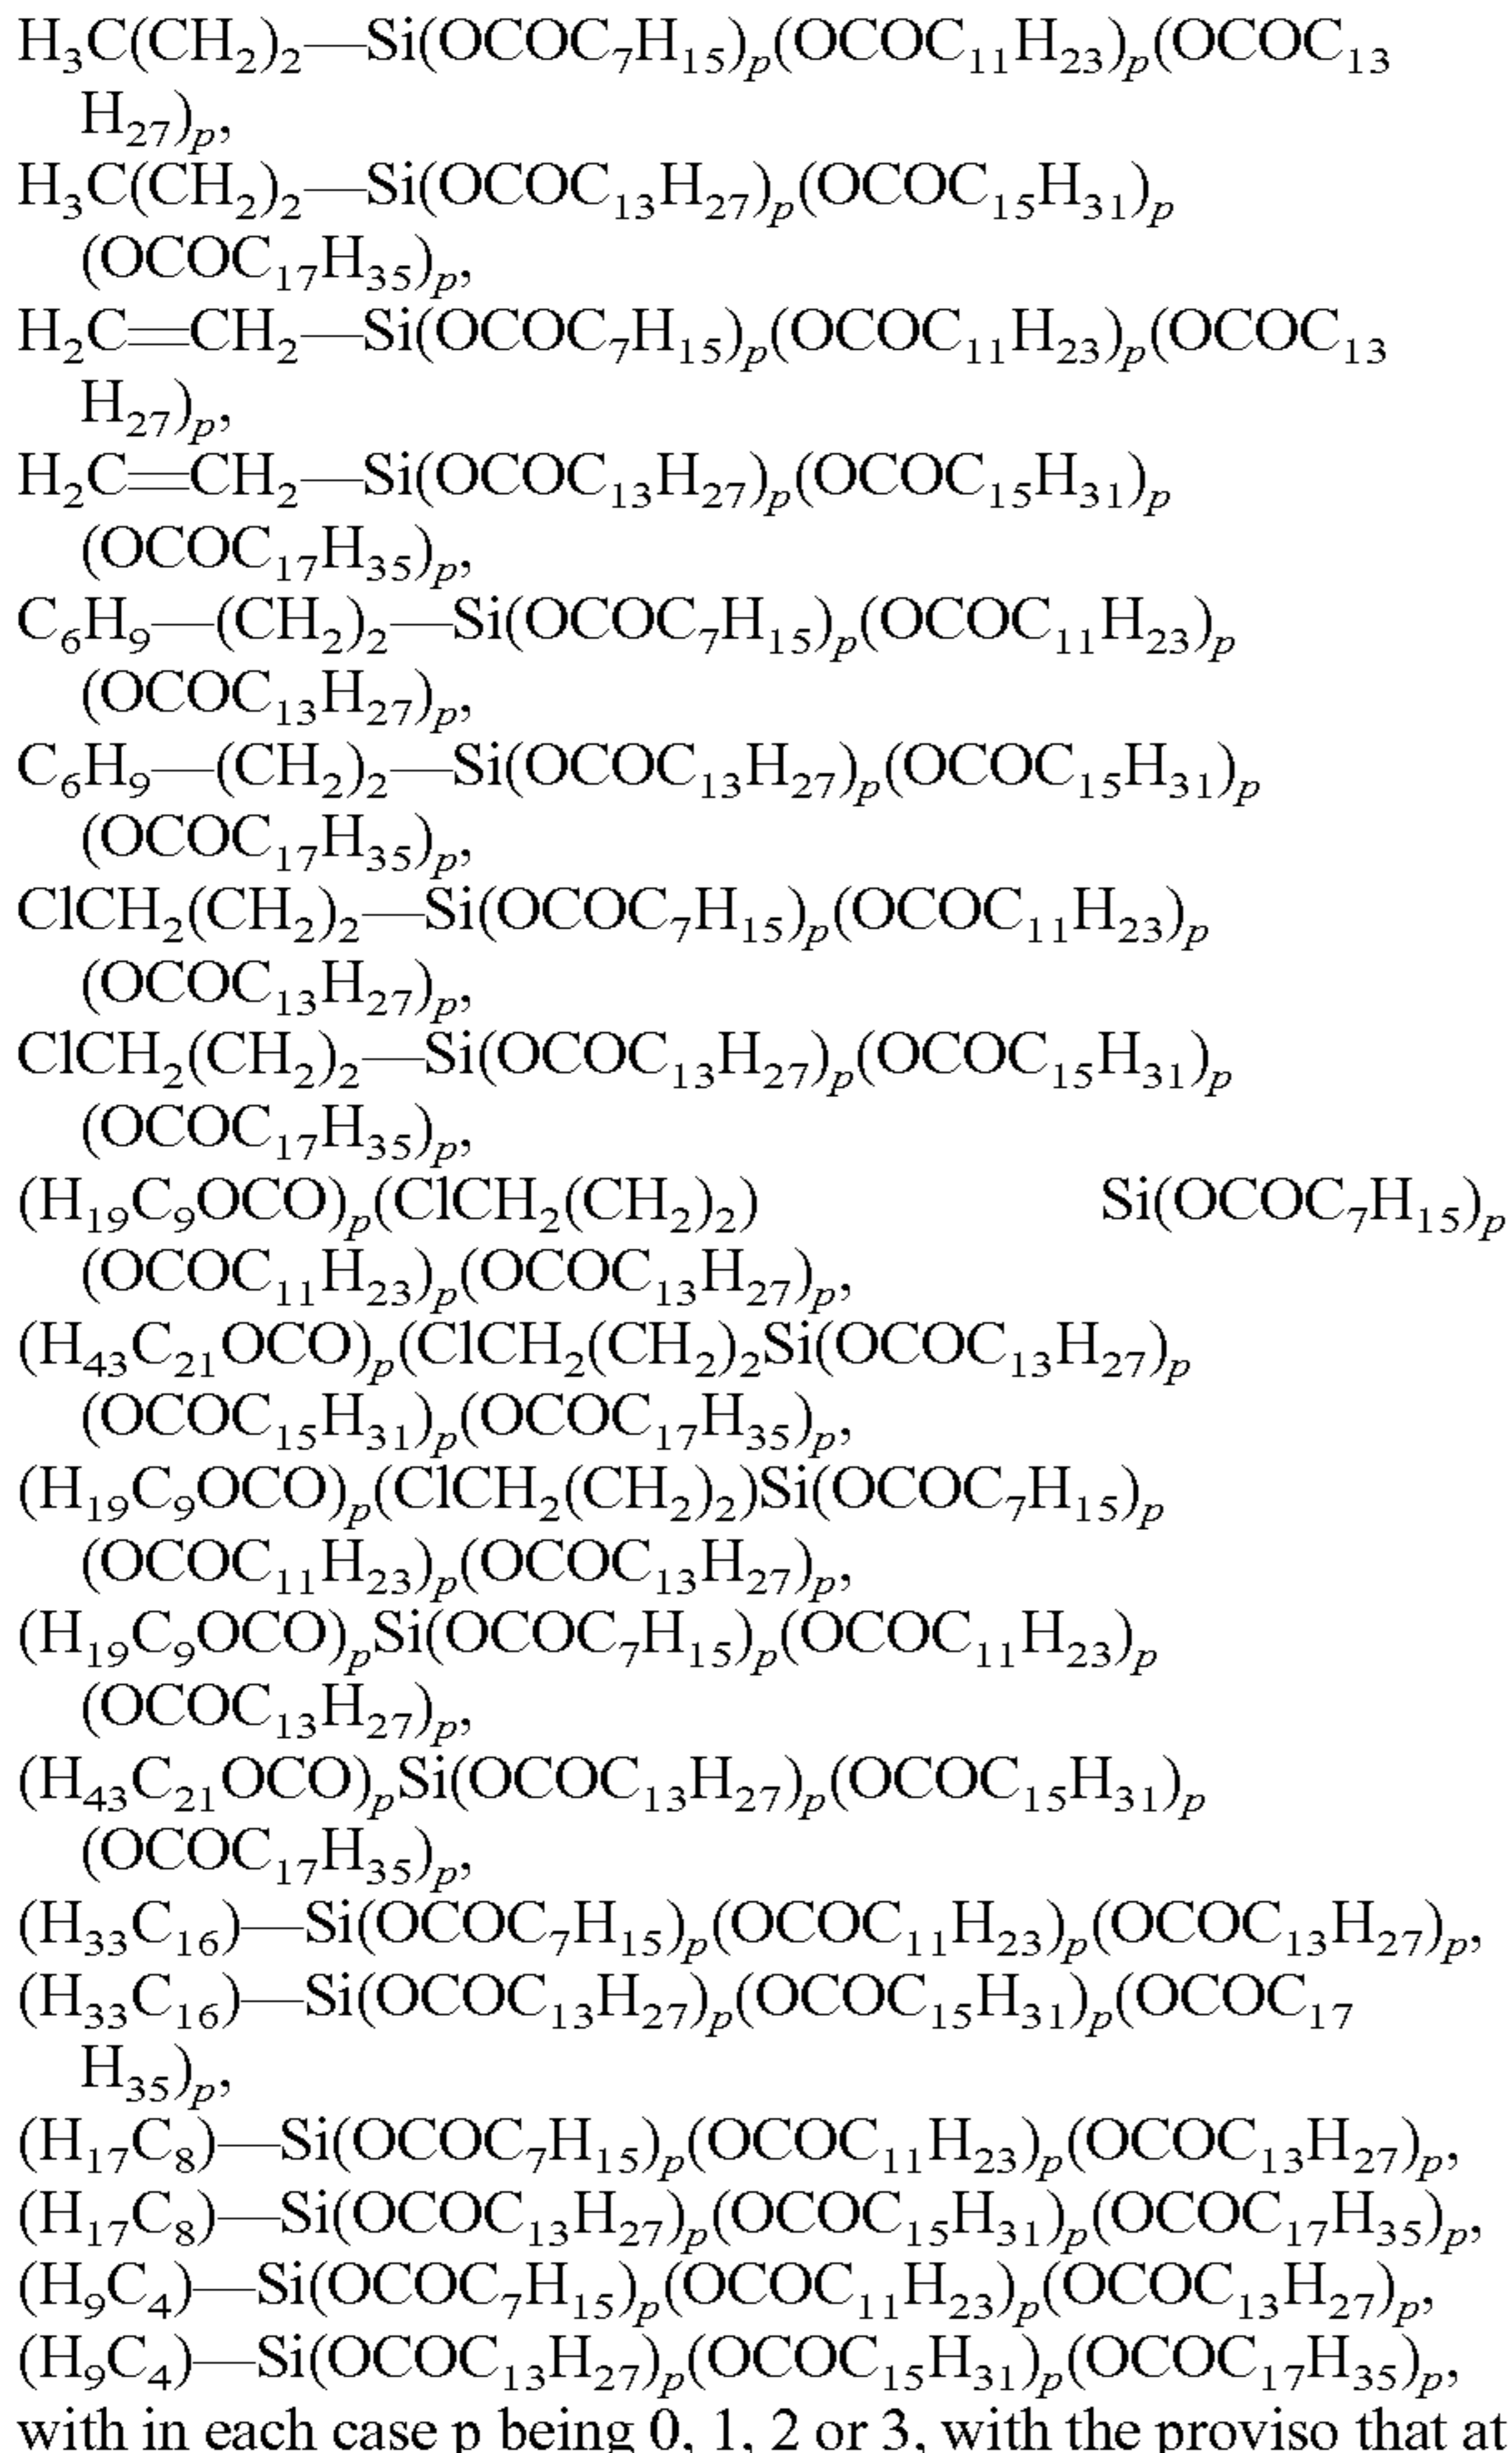 H₃C(CH₂)₂—Si(OCOC₇H₁₅)ₚ(OCOC₁₁H₂₃)ₚ(OCOC₁₃
H₂₇)ₚ,
H₃C(CH₂)₂—Si(OCOC₁₃H₂₇)ₚ(OCOC₁₅H₃₁)ₚ
(OCOC₁₇H₃₅)ₚ,
H₂C═CH₂—Si(OCOC₇H₁₅)ₚ(OCOC₁₁H₂₃)ₚ(OCOC₁₃
H₂₇)ₚ,
H₂C═CH₂—Si(OCOC₁₃H₂₇)ₚ(OCOC₁₅H₃₁)ₚ
(OCOC₁₇H₃₅)ₚ,
C₆H₉—(CH₂)₂—Si(OCOC₇H₁₅)ₚ(OCOC₁₁H₂₃)ₚ
(OCOC₁₃H₂₇)ₚ,
C₆H₉—(CH₂)₂—Si(OCOC₁₃H₂₇)ₚ(OCOC₁₅H₃₁)ₚ
(OCOC₁₇H₃₅)ₚ,
ClCH₂(CH₂)₂—Si(OCOC₇H₁₅)ₚ(OCOC₁₁H₂₃)ₚ
(OCOC₁₃H₂₇)ₚ,
ClCH₂(CH₂)₂—Si(OCOC₁₃H₂₇)ₚ(OCOC₁₅H₃₁)ₚ
(OCOC₁₇H₃₅)ₚ,
(H₁₉C₉OCO)ₚ(ClCH₂(CH₂)₂) Si(OCOC₇H₁₅)ₚ
(OCOC₁₁H₂₃)ₚ(OCOC₁₃H₂₇)ₚ,
(H₄₃C₂₁OCO)ₚ(ClCH₂(CH₂)₂Si(OCOC₁₃H₂₇)ₚ
(OCOC₁₅H₃₁)ₚ(OCOC₁₇H₃₅)ₚ,
(H₁₉C₉OCO)ₚ(ClCH₂(CH₂)₂)Si(OCOC₇H₁₅)ₚ
(OCOC₁₁H₂₃)ₚ(OCOC₁₃H₂₇)ₚ,
(H₁₉C₉OCO)ₚSi(OCOC₇H₁₅)ₚ(OCOC₁₁H₂₃)ₚ
(OCOC₁₃H₂₇)ₚ,
(H₄₃C₂₁OCO)ₚSi(OCOC₁₃H₂₇)ₚ(OCOC₁₅H₃₁)ₚ
(OCOC₁₇H₃₅)ₚ,
(H₃₃C₁₆)—Si(OCOC₇H₁₅)ₚ(OCOC₁₁H₂₃)ₚ(OCOC₁₃H₂₇)ₚ,
(H₃₃C₁₆)—Si(OCOC₁₃H₂₇)ₚ(OCOC₁₅H₃₁)ₚ(OCOC₁₇
H₃₅)ₚ,
(H₁₇C₈)—Si(OCOC₇H₁₅)ₚ(OCOC₁₁H₂₃)ₚ(OCOC₁₃H₂₇)ₚ,
(H₁₇C₈)—Si(OCOC₁₃H₂₇)ₚ(OCOC₁₅H₃₁)ₚ(OCOC₁₇H₃₅)ₚ,
(H₉C₄)—Si(OCOC₇H₁₅)ₚ(OCOC₁₁H₂₃)ₚ(OCOC₁₃H₂₇)ₚ,
(H₉C₄)—Si(OCOC₁₃H₂₇)ₚ(OCOC₁₅H₃₁)ₚ(OCOC₁₇H₃₅)ₚ,
with in each case p being 0, 1, 2 or 3, with the proviso that at